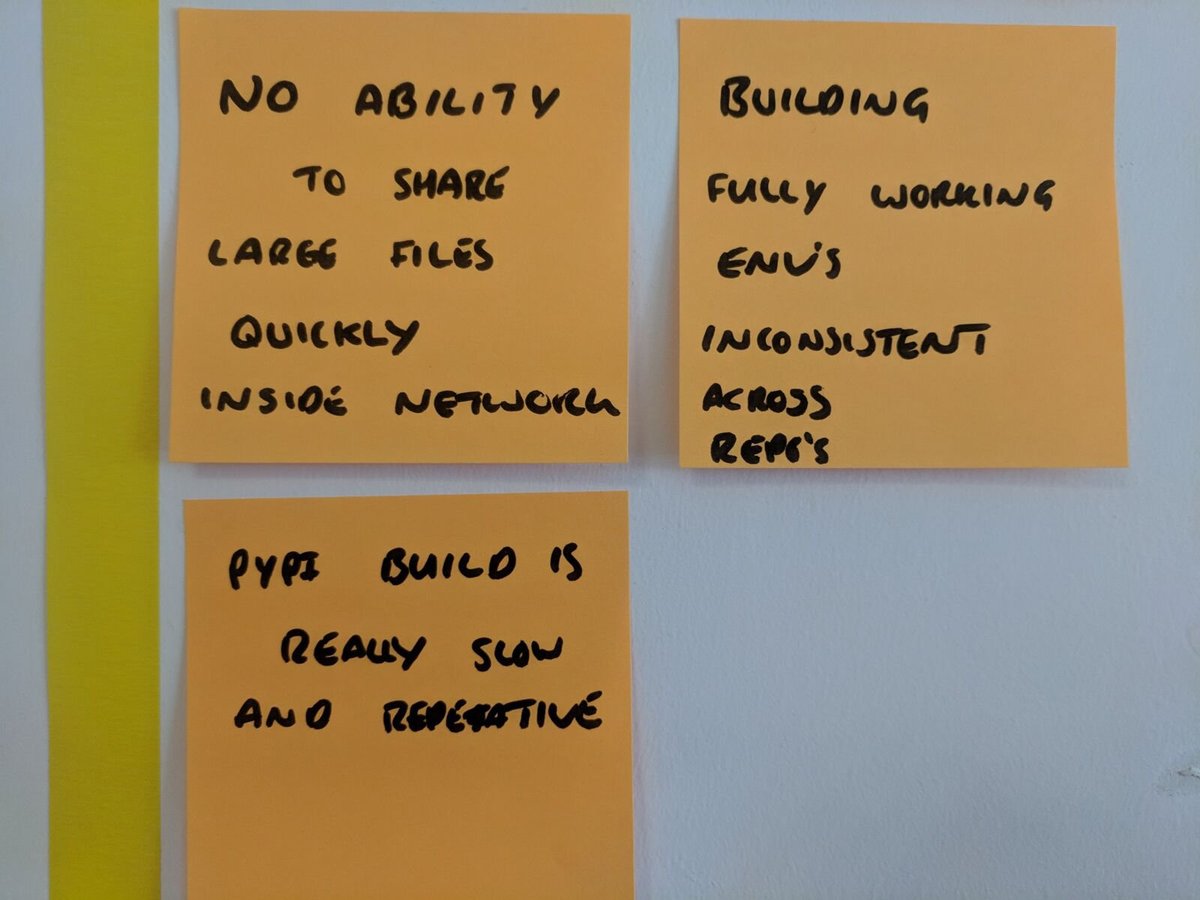 NO ABILITY
TO SHARE
LARGE FILES
QUICKLY
INSIDE NETWORK
BUILDING
FULLY WORKING
ENV'S
INCONSISTENT
ACROSS
REPO'S
PYPI BUILD IS
REALLY SLOW
AND REPETATIVE